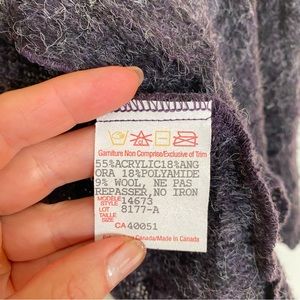 Garniture Non Comprise/Exclusive of Trim
55%ACRYLIC18%ANG
ORA 18%POLYAMIDE
9% WOOL, NE PAS
REPASSER,NO IRON
MODELE STYLE 14673
LOT 8177-A
TAILLE SIZE
CA40051
Canada/Made in Canada